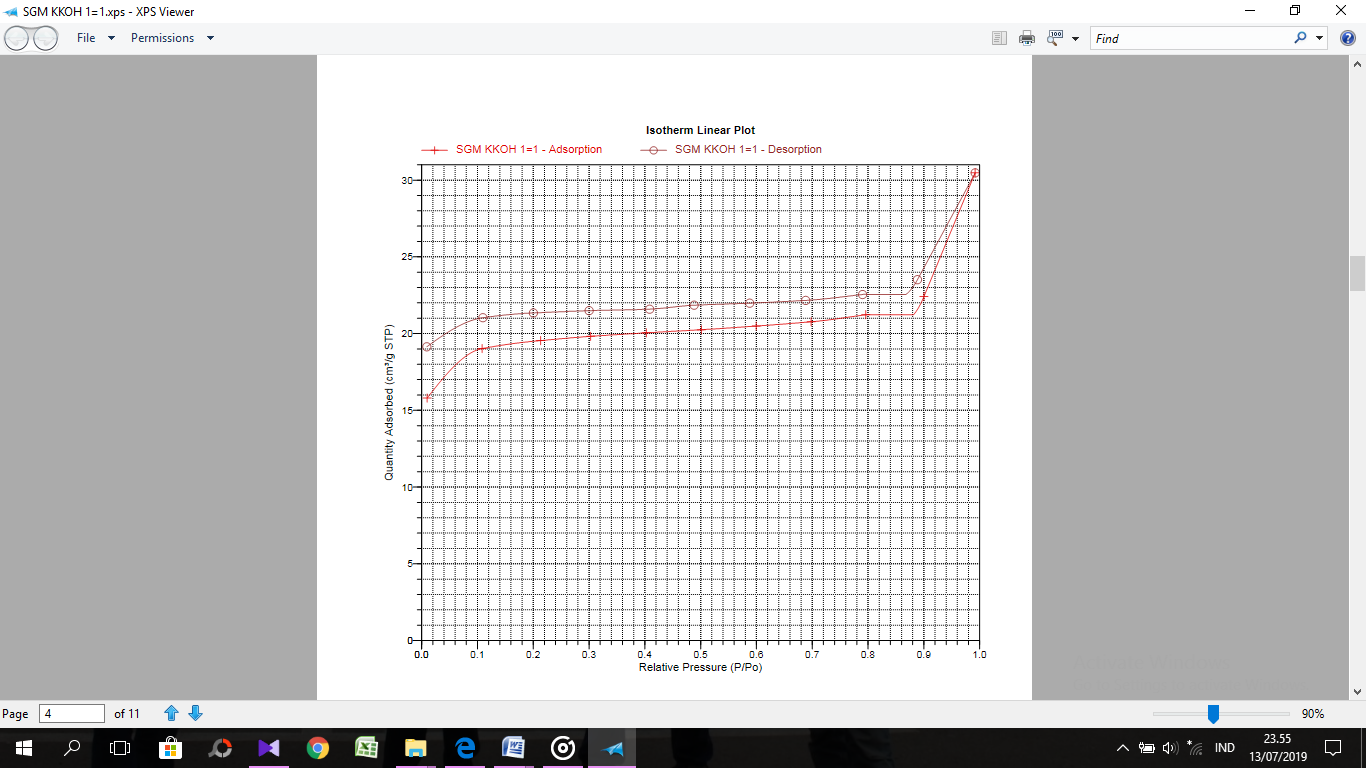 SGM KKOH 1=1.xps - XPS Viewer
File Permissions
100
Find
Isotherm Linear Plot
SGM KKOH 1=1 - Adsorption SGM KKOH 1=1 - Desorption
Quantity Adsorbed (cm³/g STP)
30
25
20
15
10
5
0
0.0 0.1 0.2 0.3 0.4 0.5 0.6 0.7 0.8 0.9 1.0
Relative Pressure (P/Po)
Page 4 of 11
90%
IND
23.55
13/07/2019